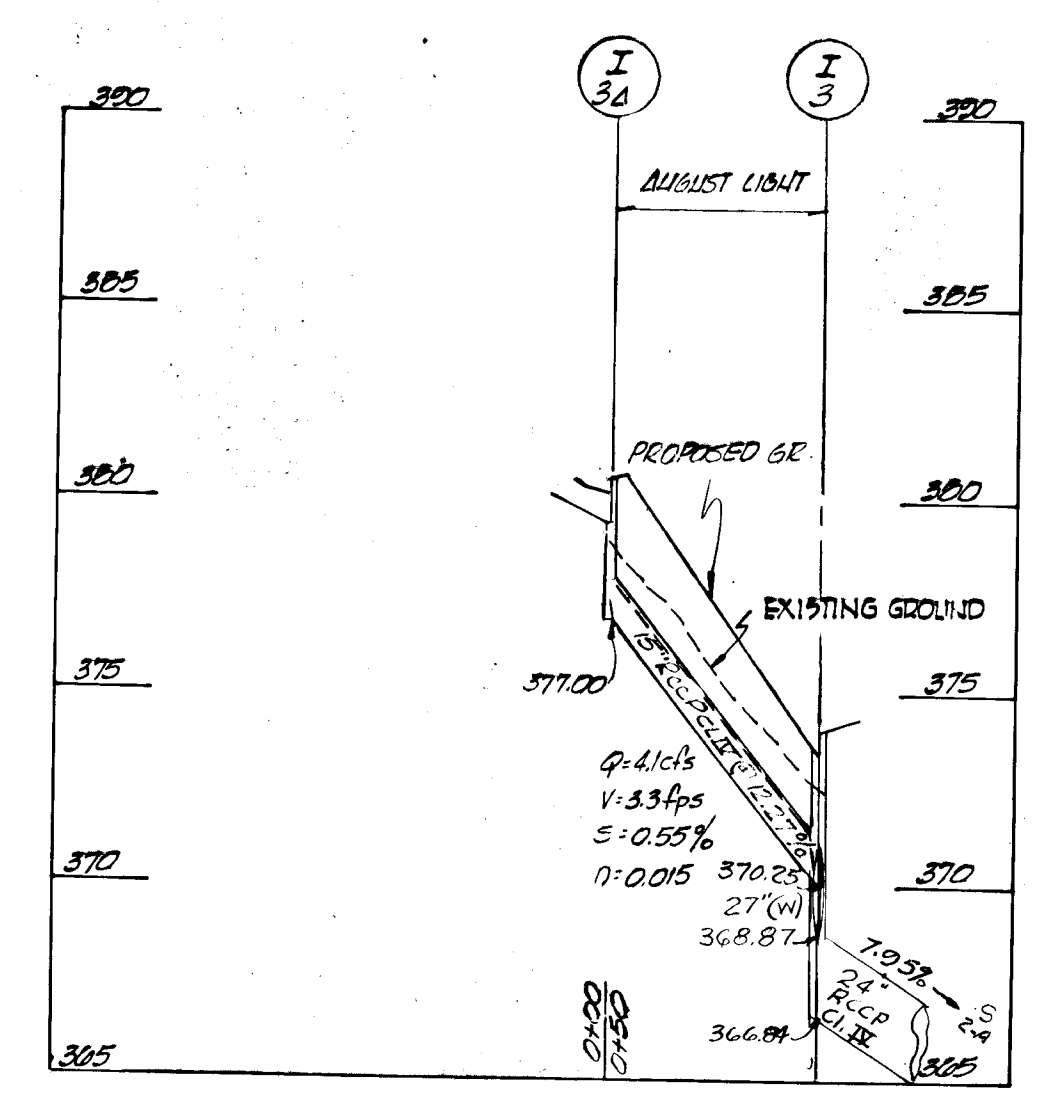 I
3A
I
3
390
390
AUGUST LIGHT
385
385
PROPOSED GR.
380
380
EXISTING GROUND
15" RCCP CL. IV @ 12.27%
375
375
377.00
Q=4.1cfs
V=3.3fps
S=0.55%
n=0.015
370.25
370
370
27"(W)
368.87
7.95%
24"
RCCP
Cl. IV
S
2-A
0+00
0+50
366.84
365
365